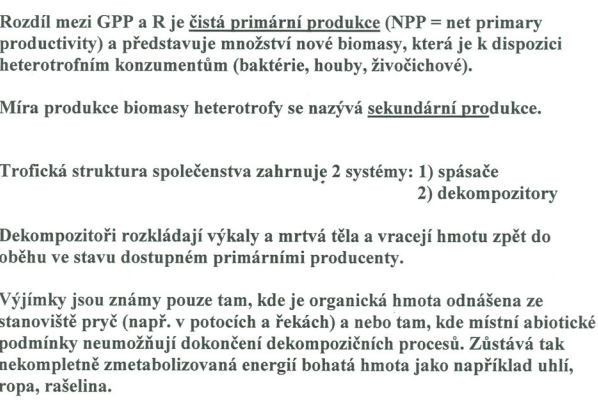 Rozdíl mezi GPP a R je čistá primární produkce (NPP = net primary
productivity) a představuje množství nové biomasy, která je k dispozici
heterotrofním konzumentům (baktérie, houby, živočichové).
Míra produkce biomasy heterotrofy se nazývá sekundární produkce.
Trofická struktura společenstva zahrnuje 2 systémy: 1) spásače
2) dekompozitory
Dekompozitoři rozkládají výkaly a mrtvá těla a vracejí hmotu zpět do
oběhu ve stavu dostupném primárními producenty.
Výjímky jsou známy pouze tam, kde je organická hmota odnášena ze
stanoviště pryč (např. v potocích a řekách) a nebo tam, kde místní abiotické
podmínky neumožňují dokončení dekompozičních procesů. Zůstává tak
nekompletně zmetabolizovaná energií bohatá hmota jako například uhlí,
ropa, rašelina.